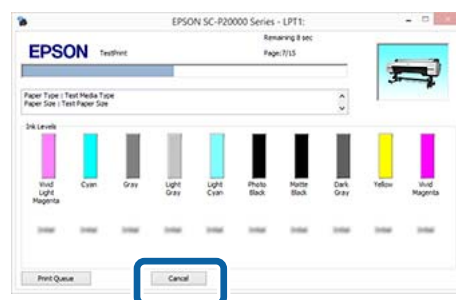 EPSON SC-P20000 Series - LPT1:
EPSON TestPrint
Remaining 8 sec
Page:7/15
Paper Type : Test Media Type
Paper Size : Test Paper Size
Ink Levels
Vivid Light Magenta
Cyan
Gray
Light Gray
Light Cyan
Photo Black
Matte Black
Dark Gray
Yellow
Vivid Magenta
Print Queue
Cancel